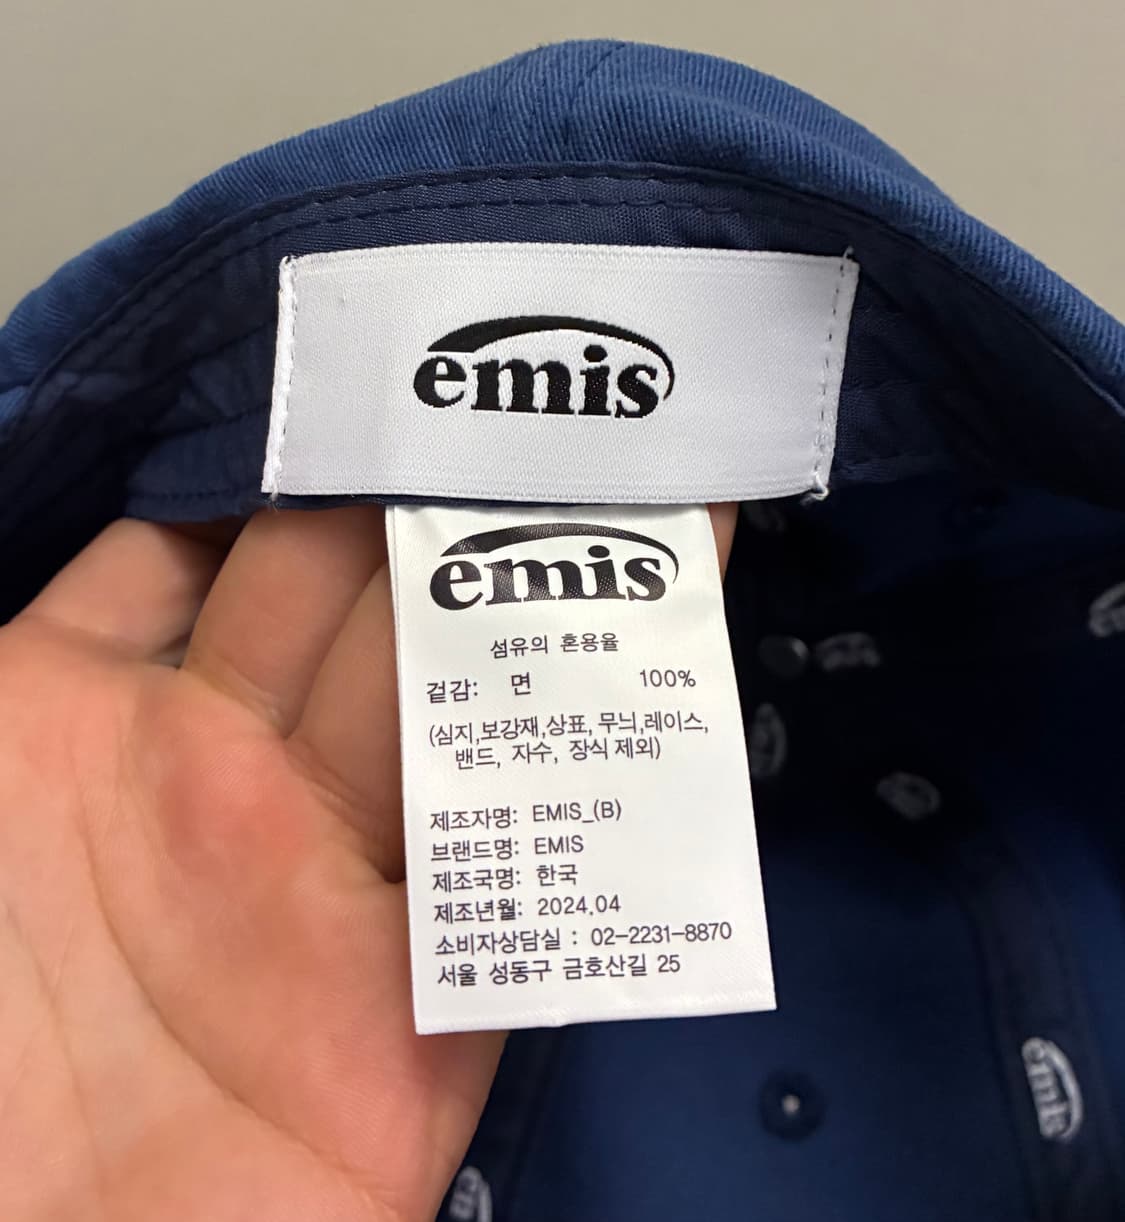 emis
emis
섬유의 혼용율
겉감: 면 100%
(심지,보강재,상표, 무늬,레이스,
밴드, 자수, 장식 제외)
제조자명: EMIS_(B)
브랜드명: EMIS
제조국명: 한국
제조년월: 2024.04
소비자상담실 : 02-2231-8870
서울 성동구 금호산길 25
emis